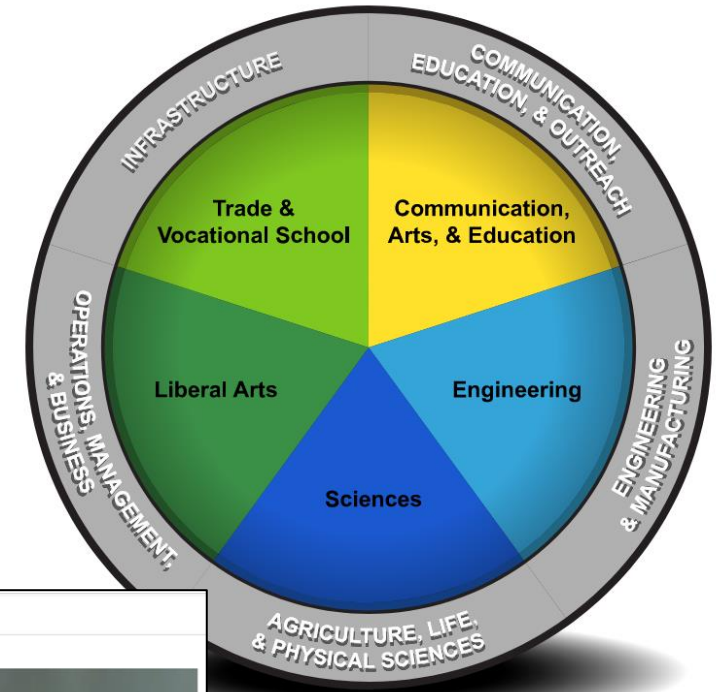 INFRASTRUCTURE
COMMUNICATION,
EDUCATION, & OUTREACH
Trade &
Vocational School
Communication,
Arts, & Education
OPERATIONS, MANAGEMENT,
& BUSINESS
Liberal Arts
Engineering
ENGINEERING
& MANUFACTURING
Sciences
AGRICULTURE, LIFE,
& PHYSICAL SCIENCES